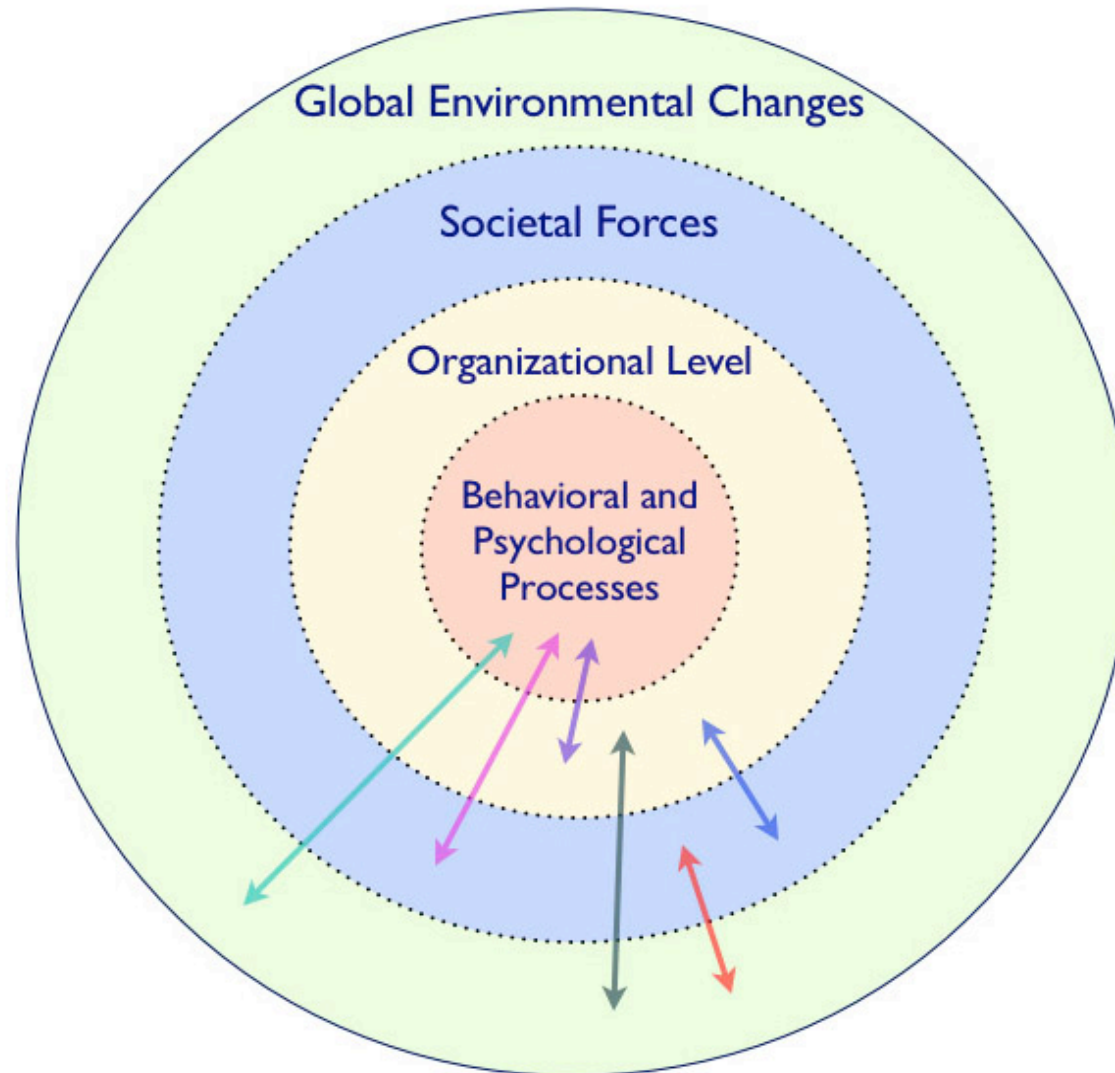 Global Environmental Changes
Societal Forces
Organizational Level
Behavioral and
Psychological
Processes